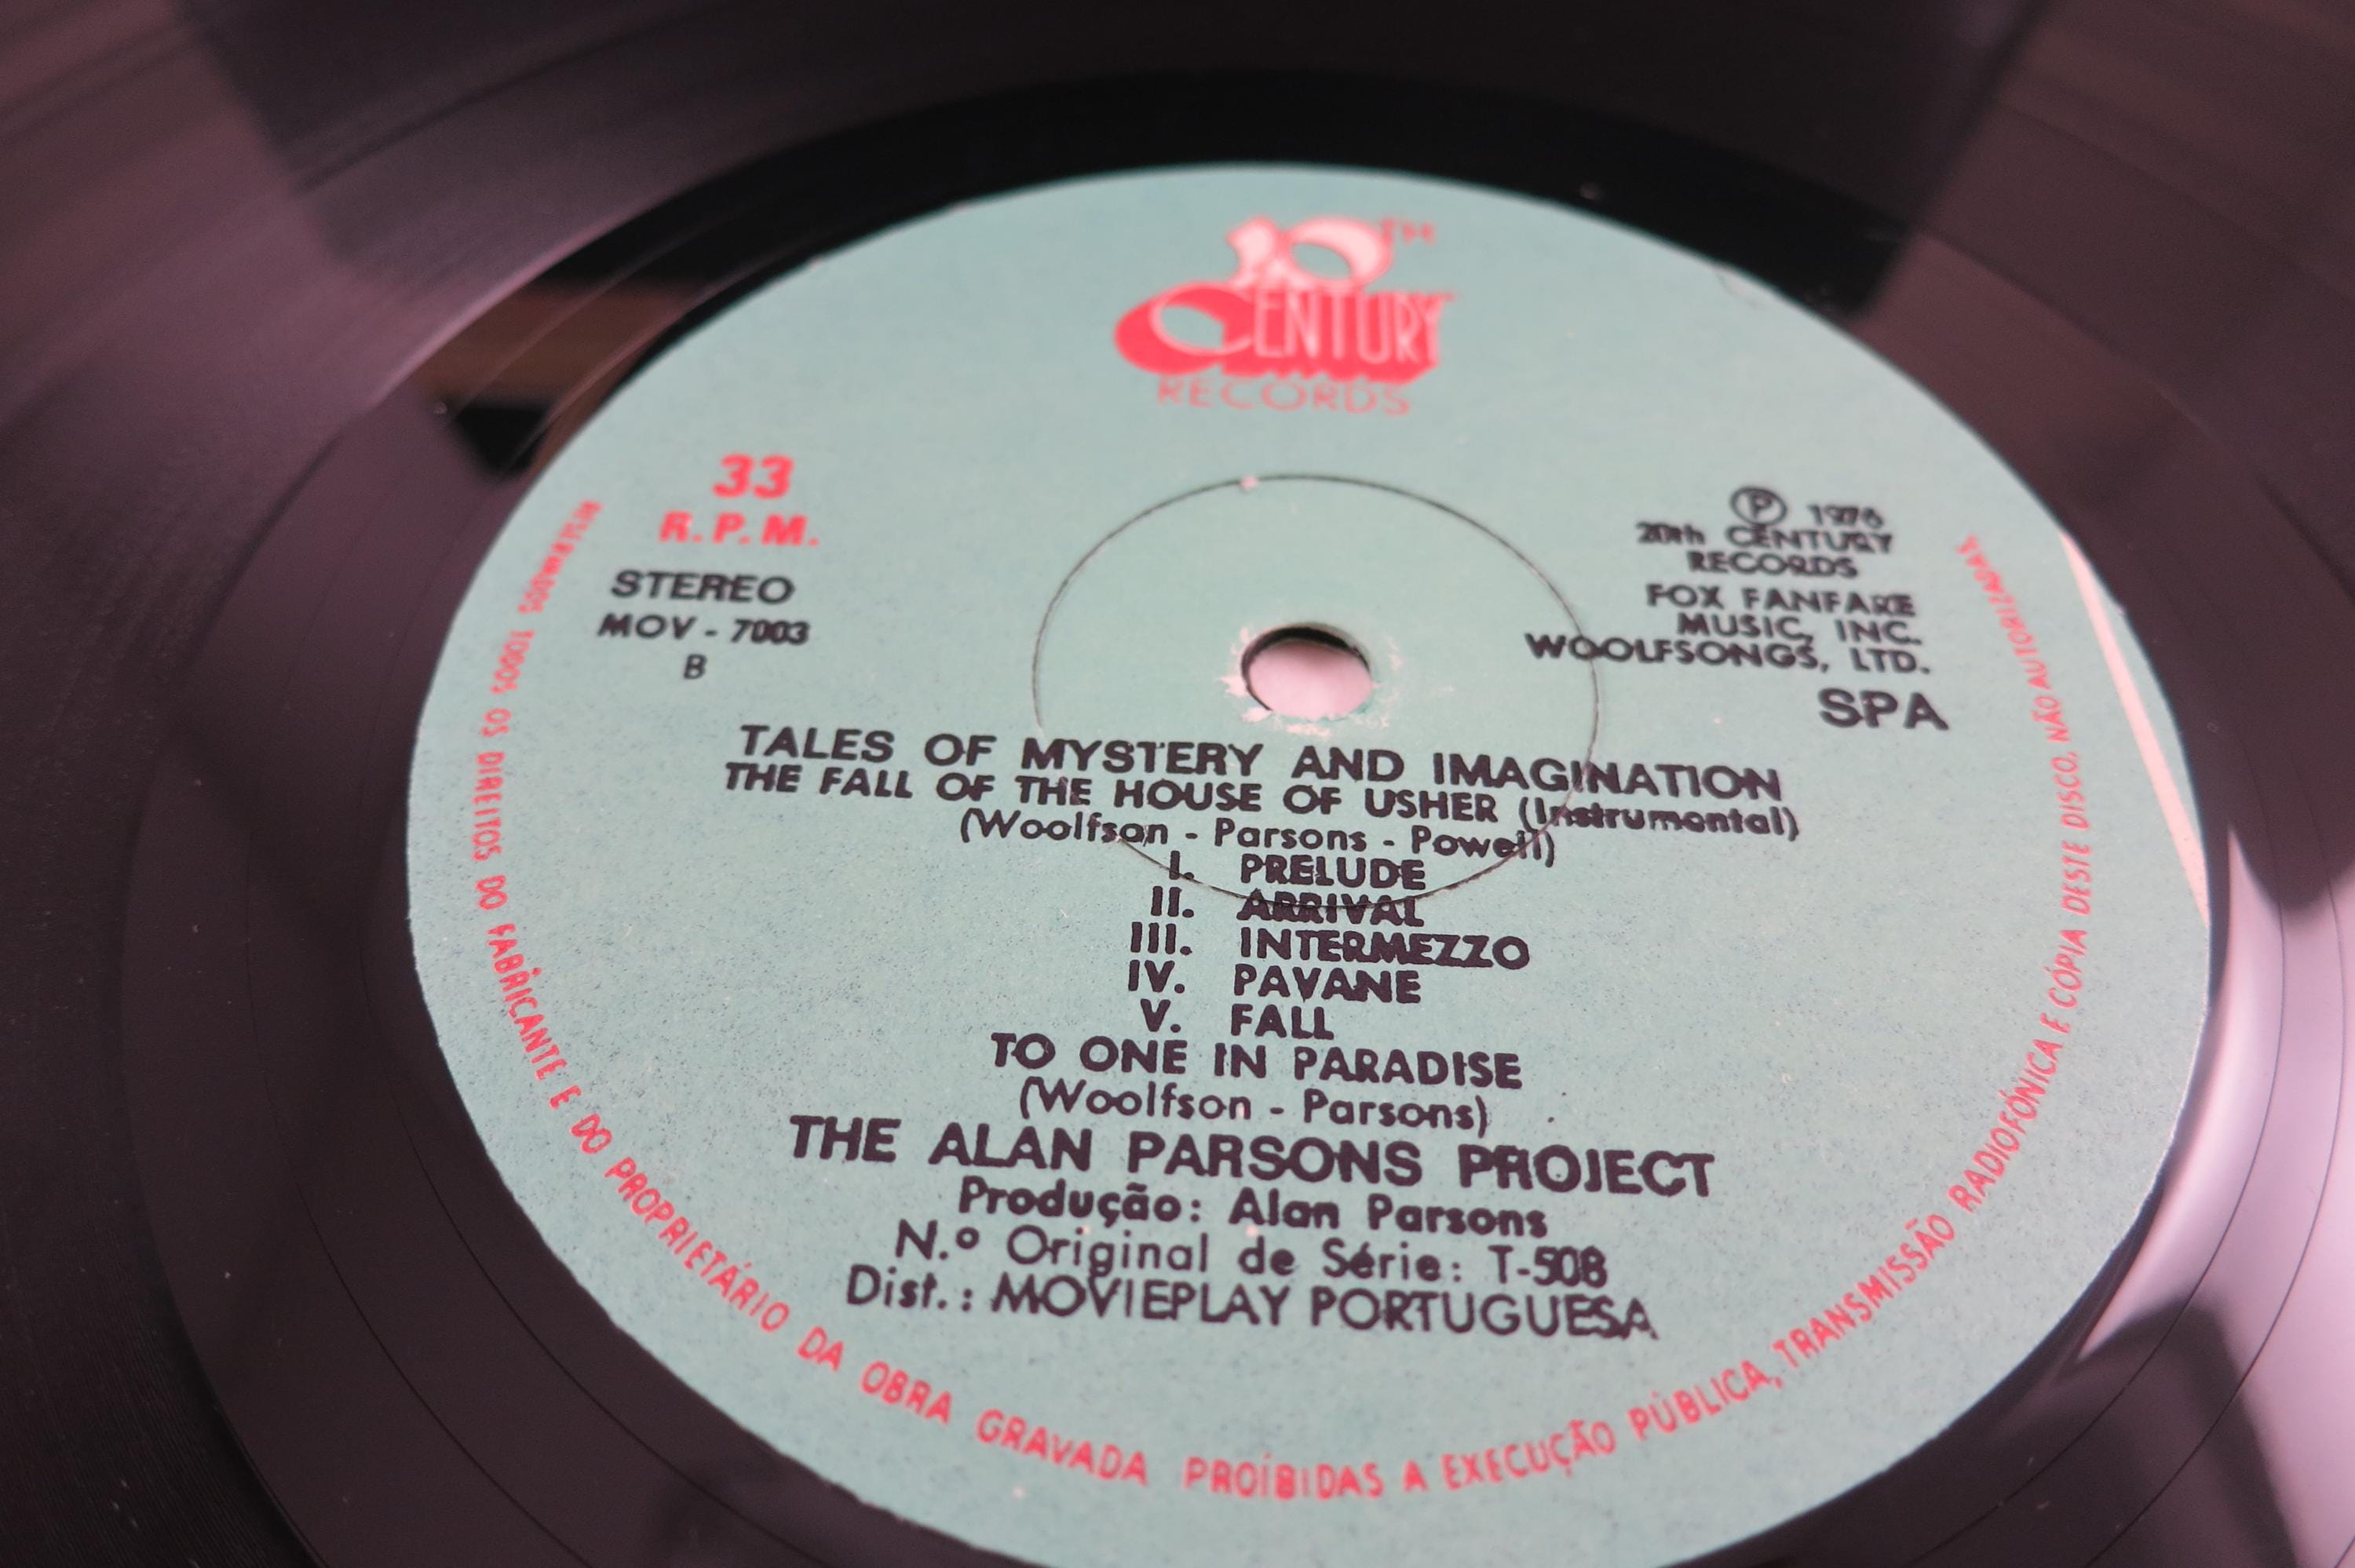 20TH
CENTURY
RECORDS
33
R.P.M.
STEREO
MOV - 7003
B
Ⓟ 1976
20th CENTURY
RECORDS
FOX FANFARE
MUSIC, INC.
WOOLFSONGS, LTD.
SPA
TALES OF MYSTERY AND IMAGINATION
THE FALL OF THE HOUSE OF USHER (Instrumental)
(Woolfson - Parsons - Powell)
I. PRELUDE
II. ARRIVAL
III. INTERMEZZO
IV. PAVANE
V. FALL
TO ONE IN PARADISE
(Woolfson - Parsons)
THE ALAN PARSONS PROJECT
Produção: Alan Parsons
N.º Original de Série: T-508
Dist.: MOVIEPLAY PORTUGUESA
RESERVADOS TODOS OS DIREITOS DO FABRICANTE E DO PROPRIETÁRIO DA OBRA GRAVADA PROÍBIDAS A EXECUÇÃO PÚBLICA, TRANSMISSÃO RADIOFÓNICA E CÓPIA DESTE DISCO, NÃO AUTORIZADAS